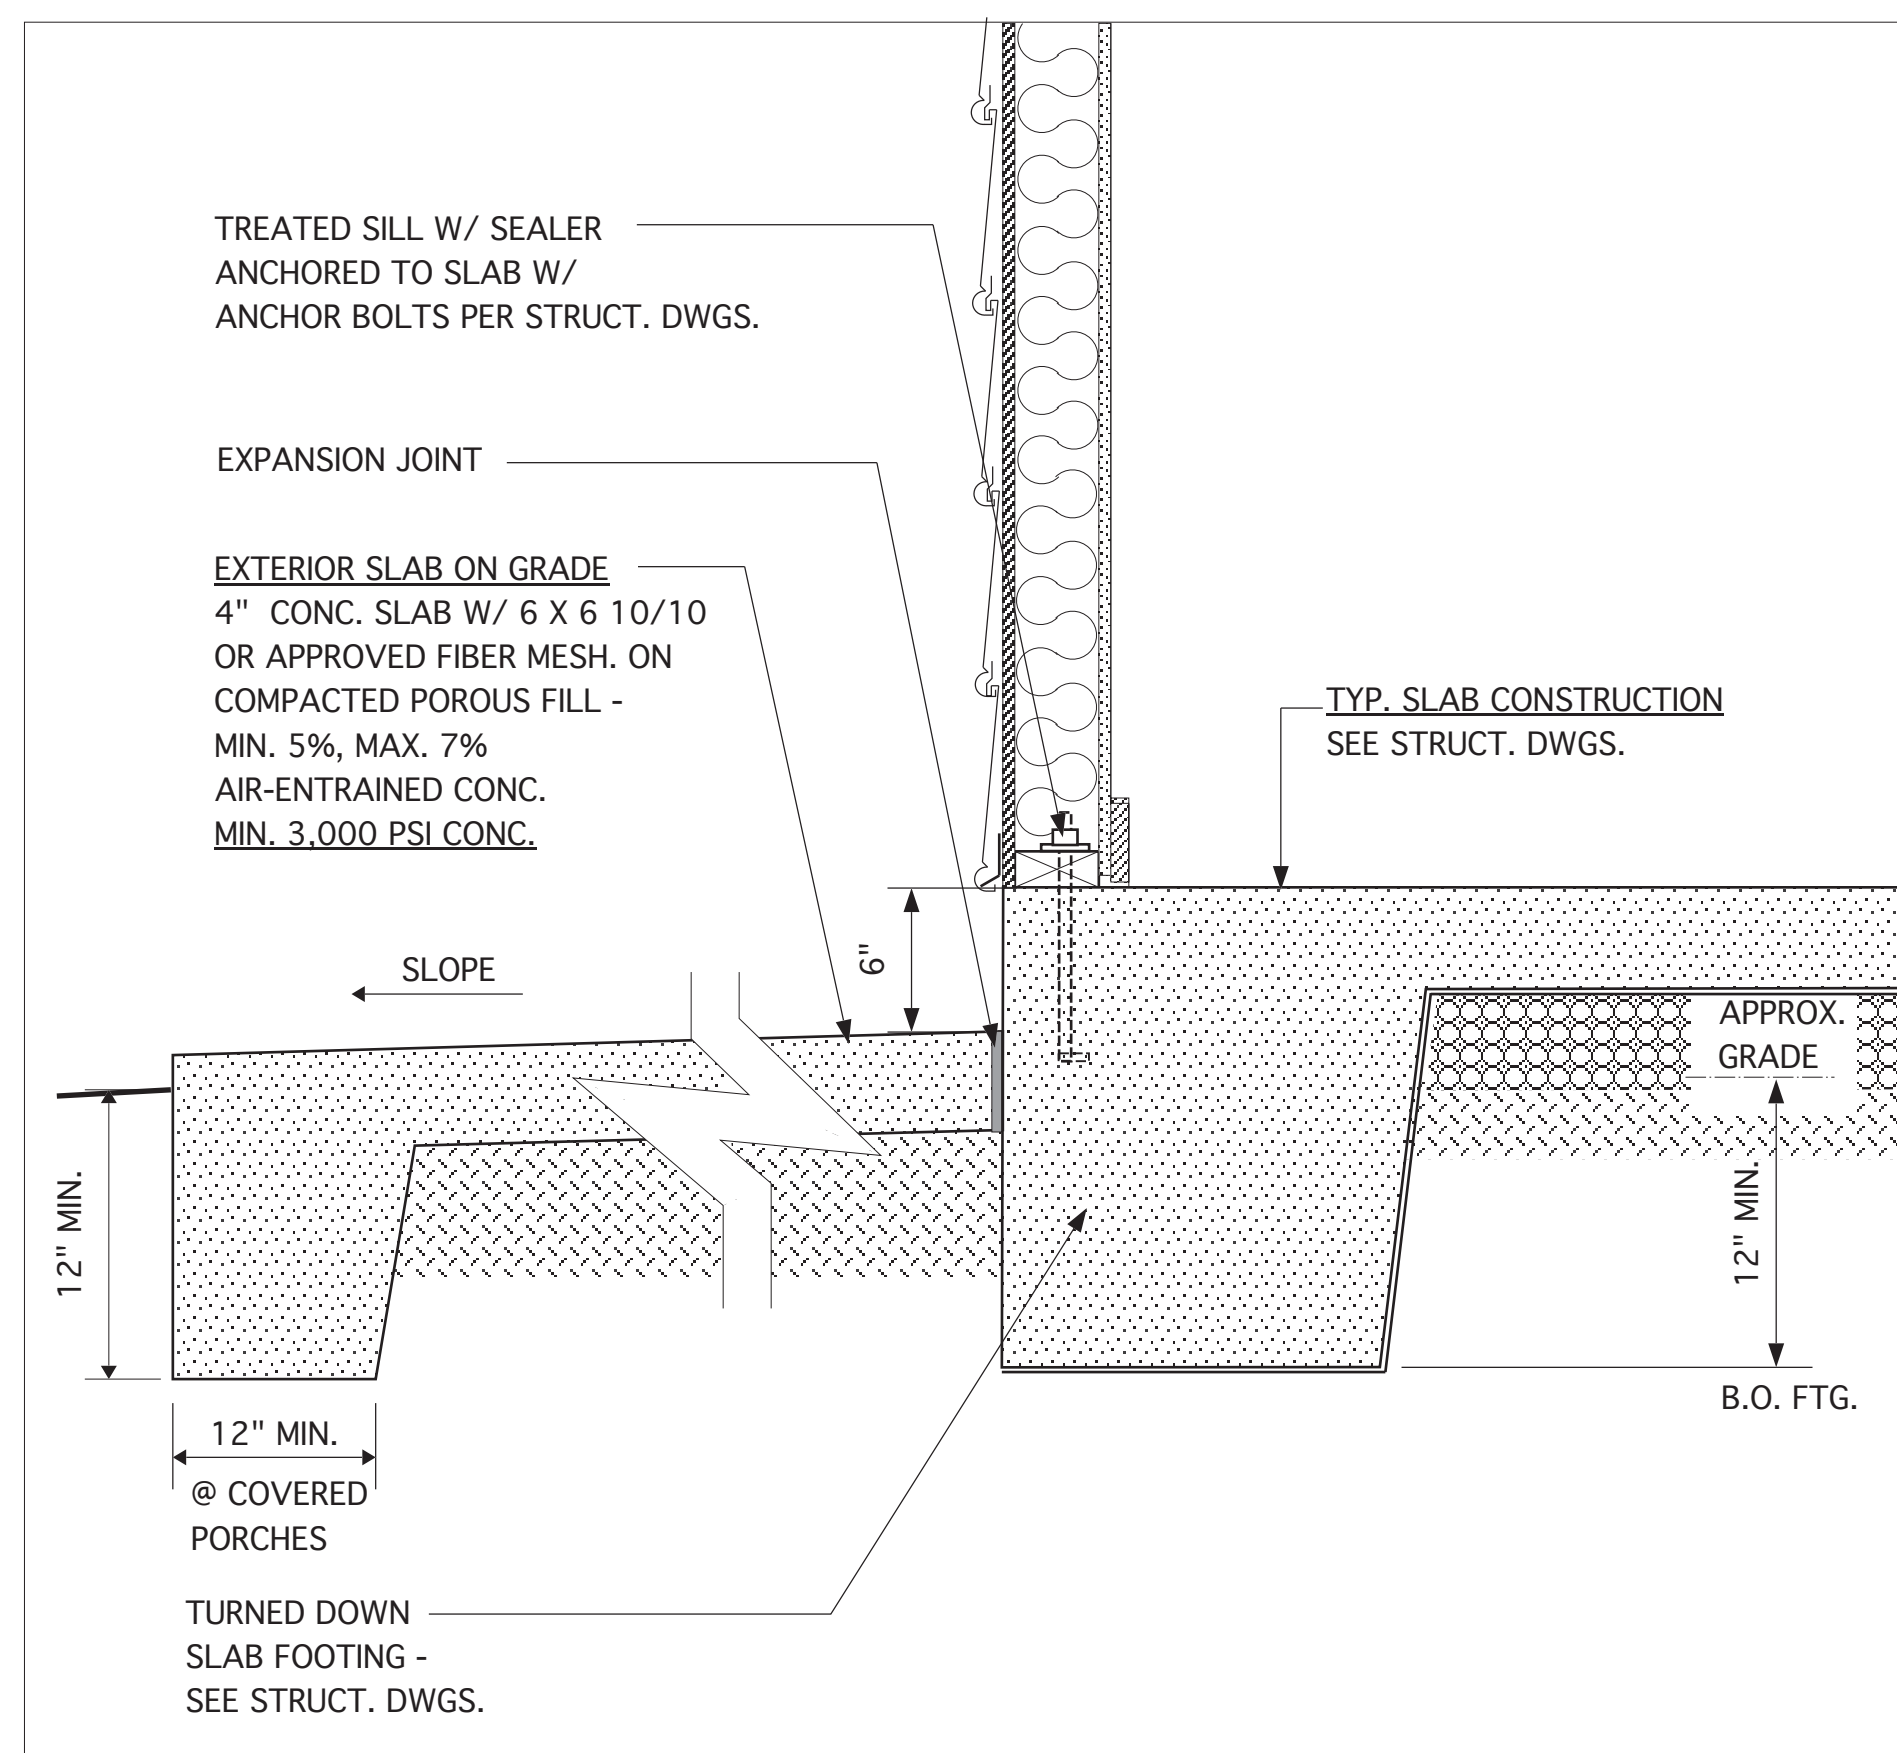 TREATED SILL W/ SEALER
ANCHORED TO SLAB W/
ANCHOR BOLTS PER STRUCT. DWGS.
EXPANSION JOINT
EXTERIOR SLAB ON GRADE
4" CONC. SLAB W/ 6 X 6 10/10
OR APPROVED FIBER MESH. ON
COMPACTED POROUS FILL -
MIN. 5%, MAX. 7%
AIR-ENTRAINED CONC.
MIN. 3,000 PSI CONC.
TYP. SLAB CONSTRUCTION
SEE STRUCT. DWGS.
6"
SLOPE
APPROX.
GRADE
12" MIN.
12" MIN.
B.O. FTG.
12" MIN.
@ COVERED
PORCHES
TURNED DOWN
SLAB FOOTING -
SEE STRUCT. DWGS.